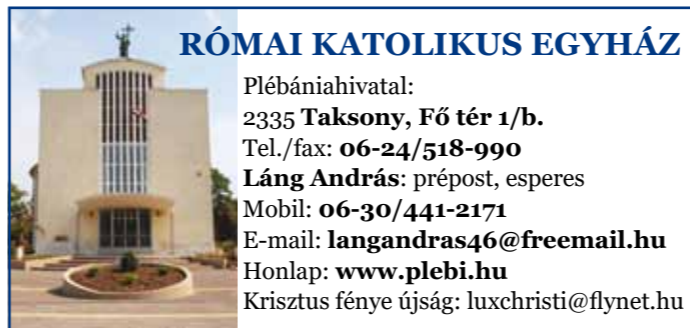 RÓMAI KATOLIKUS EGYHÁZ
Plébániahivatal:
2335 Taksony, Fő tér 1/b.
Tel./fax: 06-24/518-990
Láng András: prépost, esperes
Mobil: 06-30/441-2171
E-mail: langandras46@freemail.hu
Honlap: www.plebi.hu
Krisztus fénye újság: luxchristi@flynet.hu